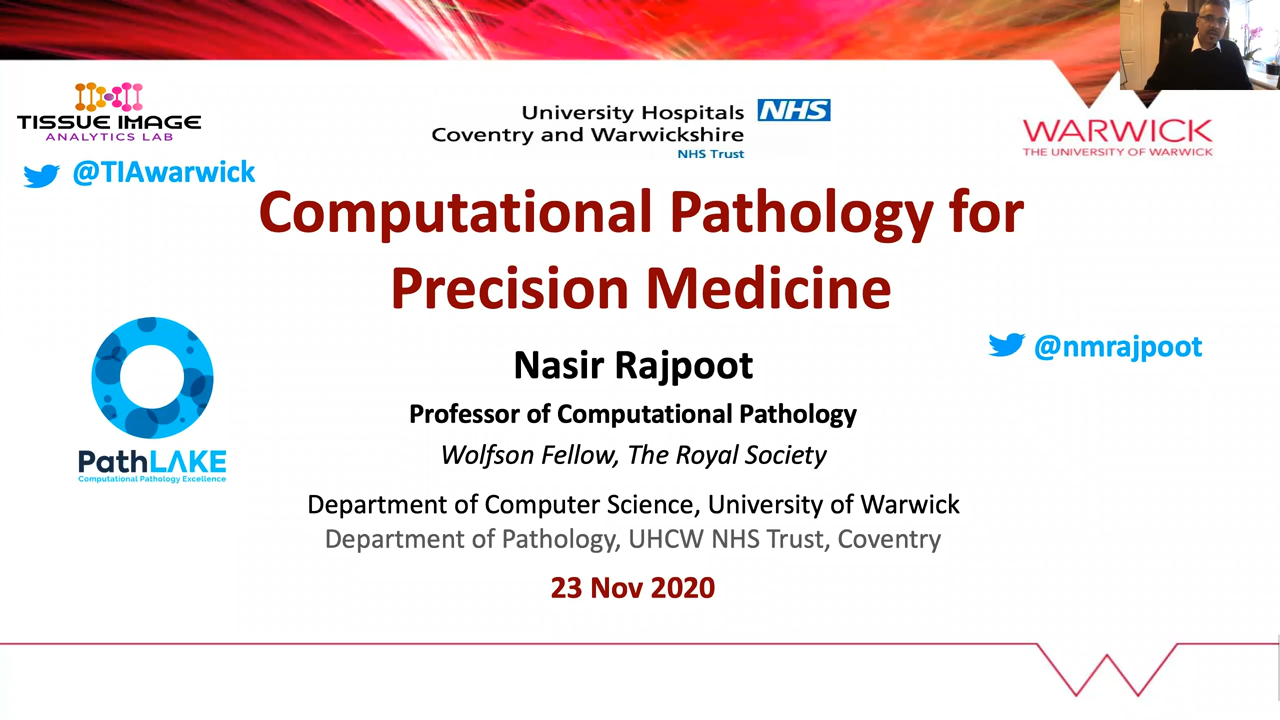 TISSUE IMAGE
ANALYTICS LAB
@TIAwarwick
University Hospitals NHS
Coventry and Warwickshire
NHS Trust
WARWICK
THE UNIVERSITY OF WARWICK
Computational Pathology for
Precision Medicine
PathLAKE
Computational Pathology Excellence
@nmrajpoot
Nasir Rajpoot
Professor of Computational Pathology
Wolfson Fellow, The Royal Society
Department of Computer Science, University of Warwick
Department of Pathology, UHCW NHS Trust, Coventry
23 Nov 2020